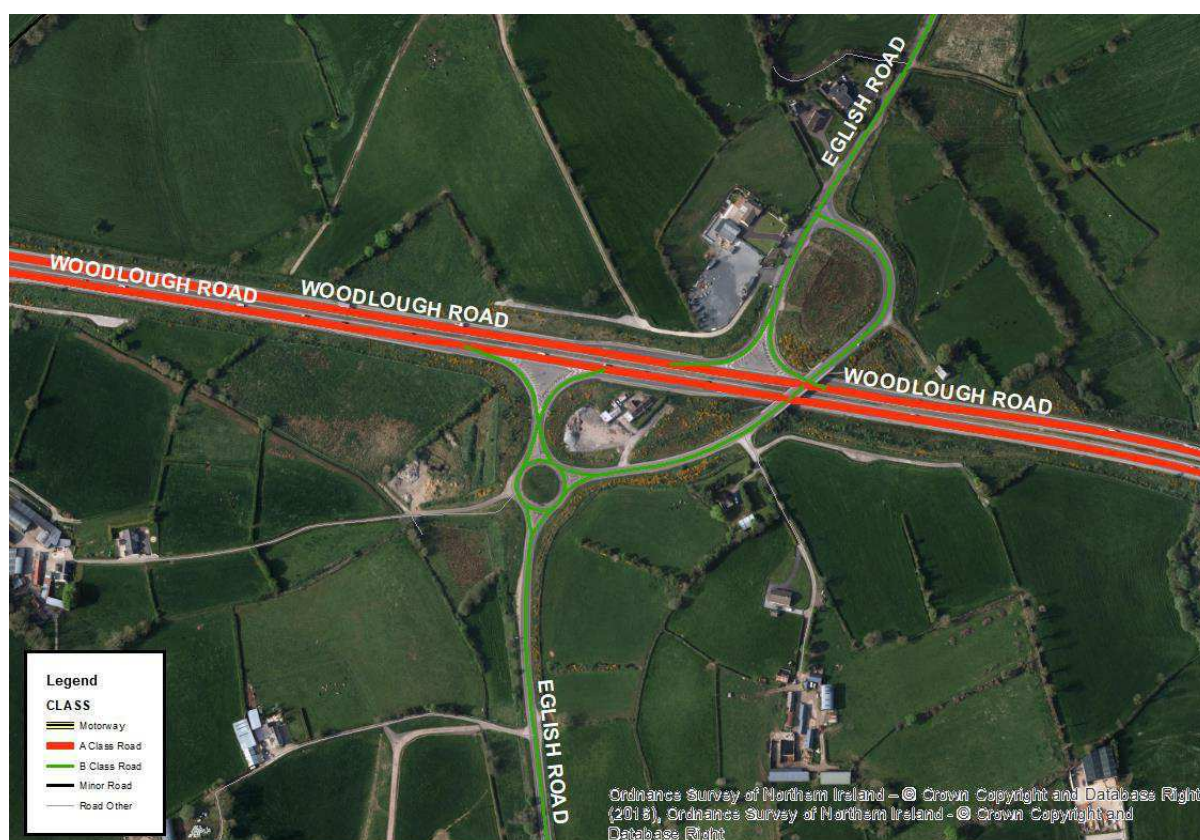 EGLISH ROAD
WOODLOUGH ROAD
WOODLOUGH ROAD
WOODLOUGH ROAD
EGLISH ROAD
Legend
CLASS
Motorway
A Class Road
B Class Road
Minor Road
Road Other
Ordnance Survey of Northern Ireland – © Crown Copyright and Database Right
(2018), Ordnance Survey of Northern Ireland - © Crown Copyright and
Database Right